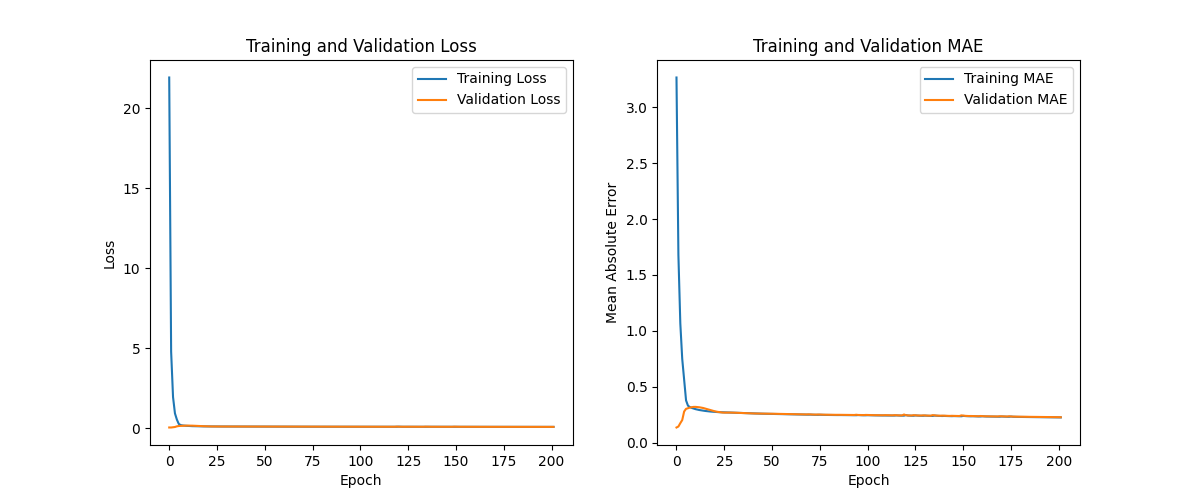 Training and Validation Loss
Training Loss
Validation Loss
20
15
10
5
0
Loss
0 25 50 75 100 125 150 175 200
Epoch
Training and Validation MAE
Training MAE
Validation MAE
3.0
2.5
2.0
1.5
1.0
0.5
0.0
Mean Absolute Error
0 25 50 75 100 125 150 175 200
Epoch